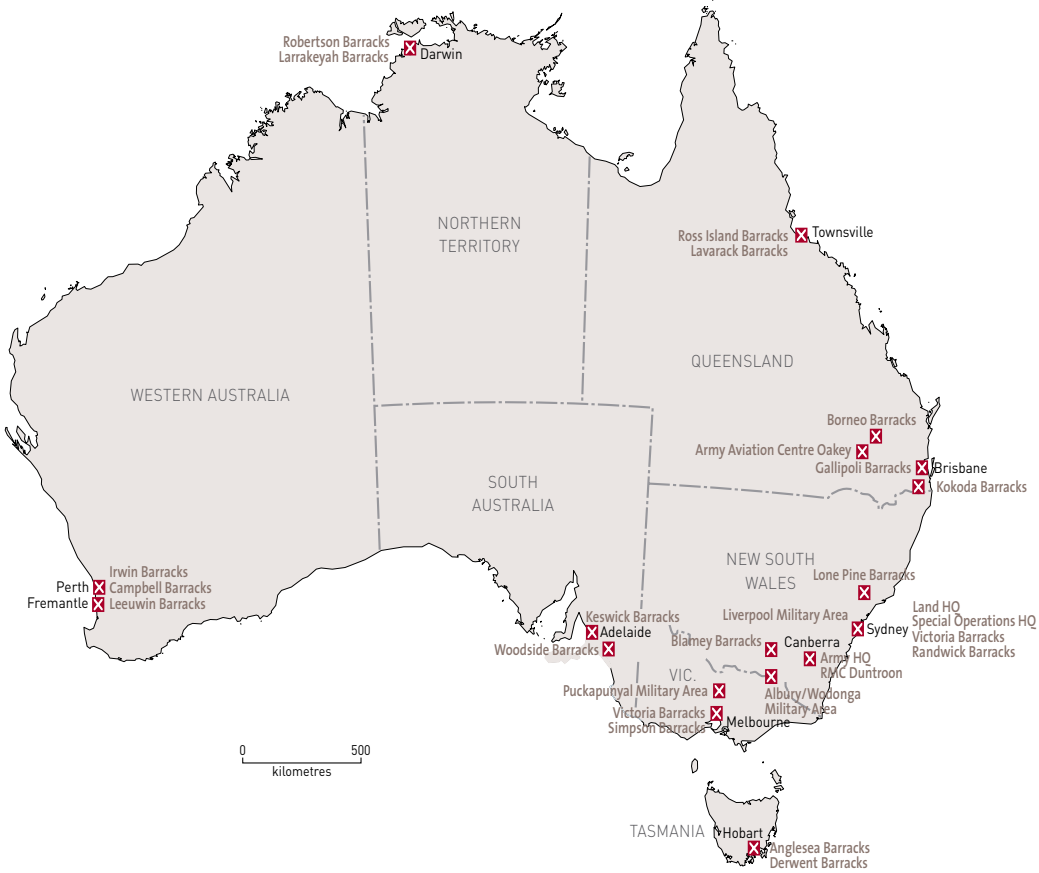 Robertson Barracks
Larrakeyah Barracks
Darwin
NORTHERN
TERRITORY
Ross Island Barracks
Lavarack Barracks
Townsville
QUEENSLAND
WESTERN AUSTRALIA
Borneo Barracks
Army Aviation Centre Oakey
Gallipoli Barracks
Brisbane
Kokoda Barracks
SOUTH
AUSTRALIA
NEW SOUTH
WALES
Lone Pine Barracks
Irwin Barracks
Perth
Campbell Barracks
Fremantle
Leeuwin Barracks
Keswick Barracks
Adelaide
Woodside Barracks
Liverpool Military Area
Sydney
Land HQ
Special Operations HQ
Victoria Barracks
Randwick Barracks
Blamey Barracks
Canberra
Army HQ
RMC Duntroon
VIC.
Puckapunyal Military Area
Albury/Wodonga
Military Area
Victoria Barracks
Simpson Barracks
Melbourne
0
500
kilometres
TASMANIA
Hobart
Anglesea Barracks
Derwent Barracks